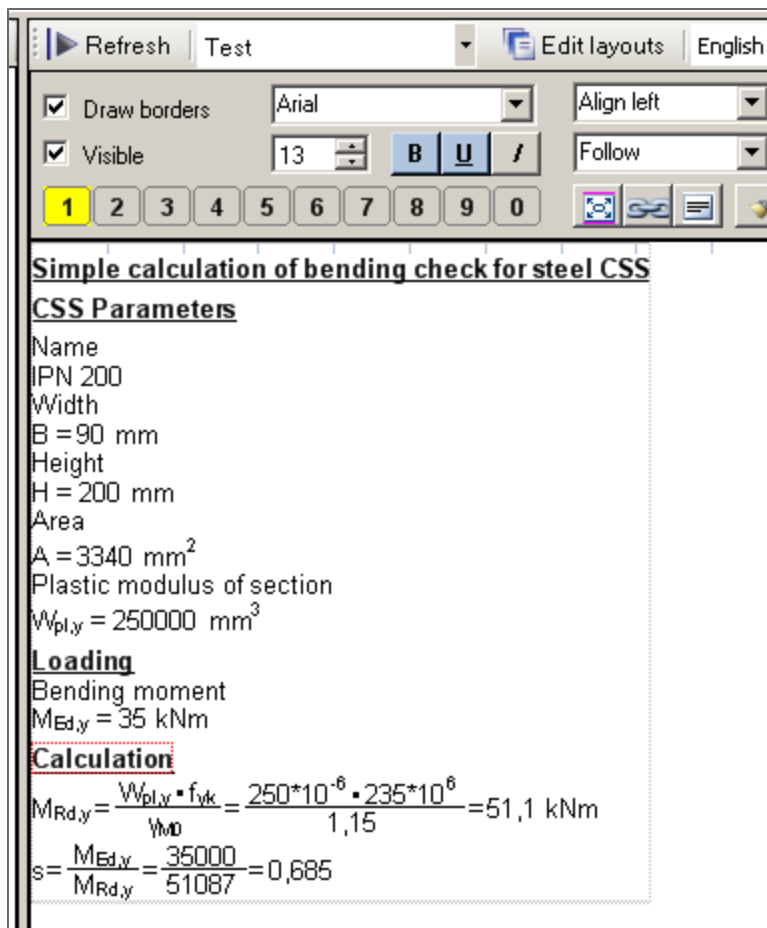 Refresh Test Edit layouts English
Draw borders Arial Align left
Visible 13 B U I Follow
1 2 3 4 5 6 7 8 9 0
Simple calculation of bending check for steel CSS
CSS Parameters
Name
IPN 200
Width
B = 90 mm
Height
H = 200 mm
Area
A = 3340 mm²
Plastic modulus of section
Wpl,y = 250000 mm³
Loading
Bending moment
MEd,y = 35 kNm
Calculation
MRd,y = Wpl,y ▪ fyk / γM0 = 250*10⁻⁶ ▪ 235*10⁶ / 1,15 = 51,1 kNm
s = MEd,y / MRd,y = 35000 / 51087 = 0,685